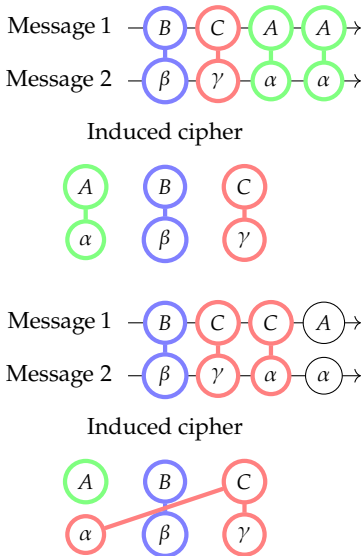 Message 1 B C A A
Message 2 β γ α α
Induced cipher
A B C
α β γ
Message 1 B C C A
Message 2 β γ α α
Induced cipher
A B C
α β γ